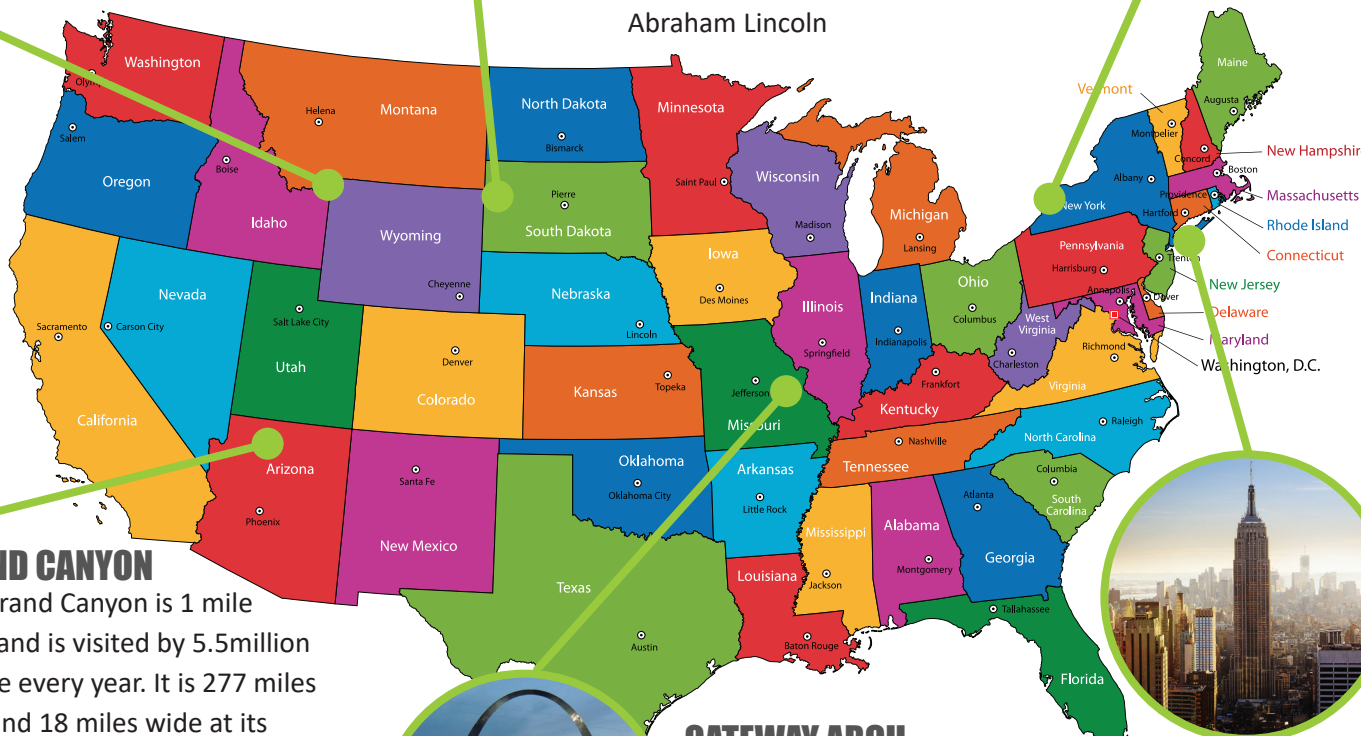 Abraham Lincoln
Washington
Montana
Helena
North Dakota
Bismarck
Minnesota
Saint Paul
Maine
Augusta
Vermont
Montpelier
Concord
New Hampshir
Boston
Massachusetts
Rhode Island
Connecticut
Salem
Oregon
Boise
Idaho
Wyoming
Cheyenne
Pierre
South Dakota
Wisconsin
Madison
Michigan
Lansing
Albany
New York
Providence
Hartford
Pennsylvania
Harrisburg
Trenton
New Jersey
Delaware
Maryland
Washington, D.C.
Annapolis
Dover
Nevada
Carson City
Sacramento
California
Salt Lake City
Utah
Denver
Colorado
Nebraska
Lincoln
Iowa
Des Moines
Illinois
Springfield
Indiana
Indianapolis
Ohio
Columbus
West
Virginia
Charleston
Richmond
Virginia
Kansas
Topeka
Jefferson
Missouri
Frankfort
Kentucky
Nashville
Tennessee
Raleigh
North Carolina
Columbia
South
Carolina
Arizona
Phoenix
Santa Fe
New Mexico
Oklahoma
Oklahoma City
Arkansas
Little Rock
Mississippi
Jackson
Alabama
Montgomery
Atlanta
Georgia
Texas
Austin
Louisiana
Baton Rouge
Tallahassee
Florida
ND CANYON
rand Canyon is 1 mile
and is visited by 5.5million
e every year. It is 277 miles
nd 18 miles wide at its
GATEWAY ARCH